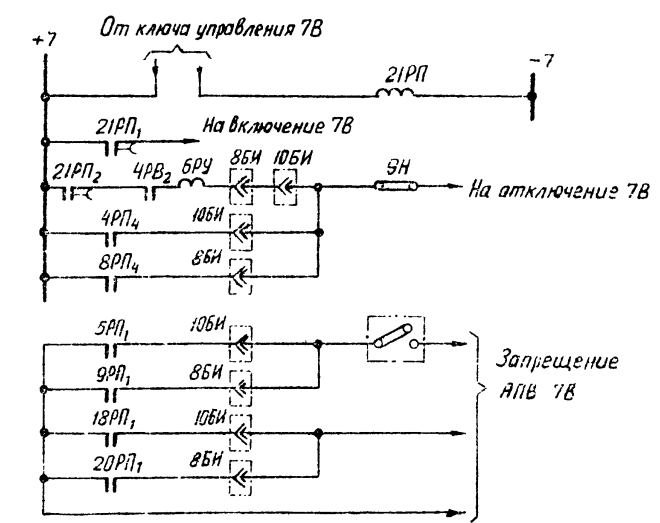 От ключа управления 7В
+7
-7
21РП
21РП1
На включение 7В
21РП2
4РВ2
6РУ
8БИ
10БИ
9Н
На отключение 7В
4РП4
10БИ
8РП4
8БИ
5РП1
10БИ
9РП1
8БИ
18РП1
10БИ
20РП1
8БИ
Запрещение
АПВ 7В